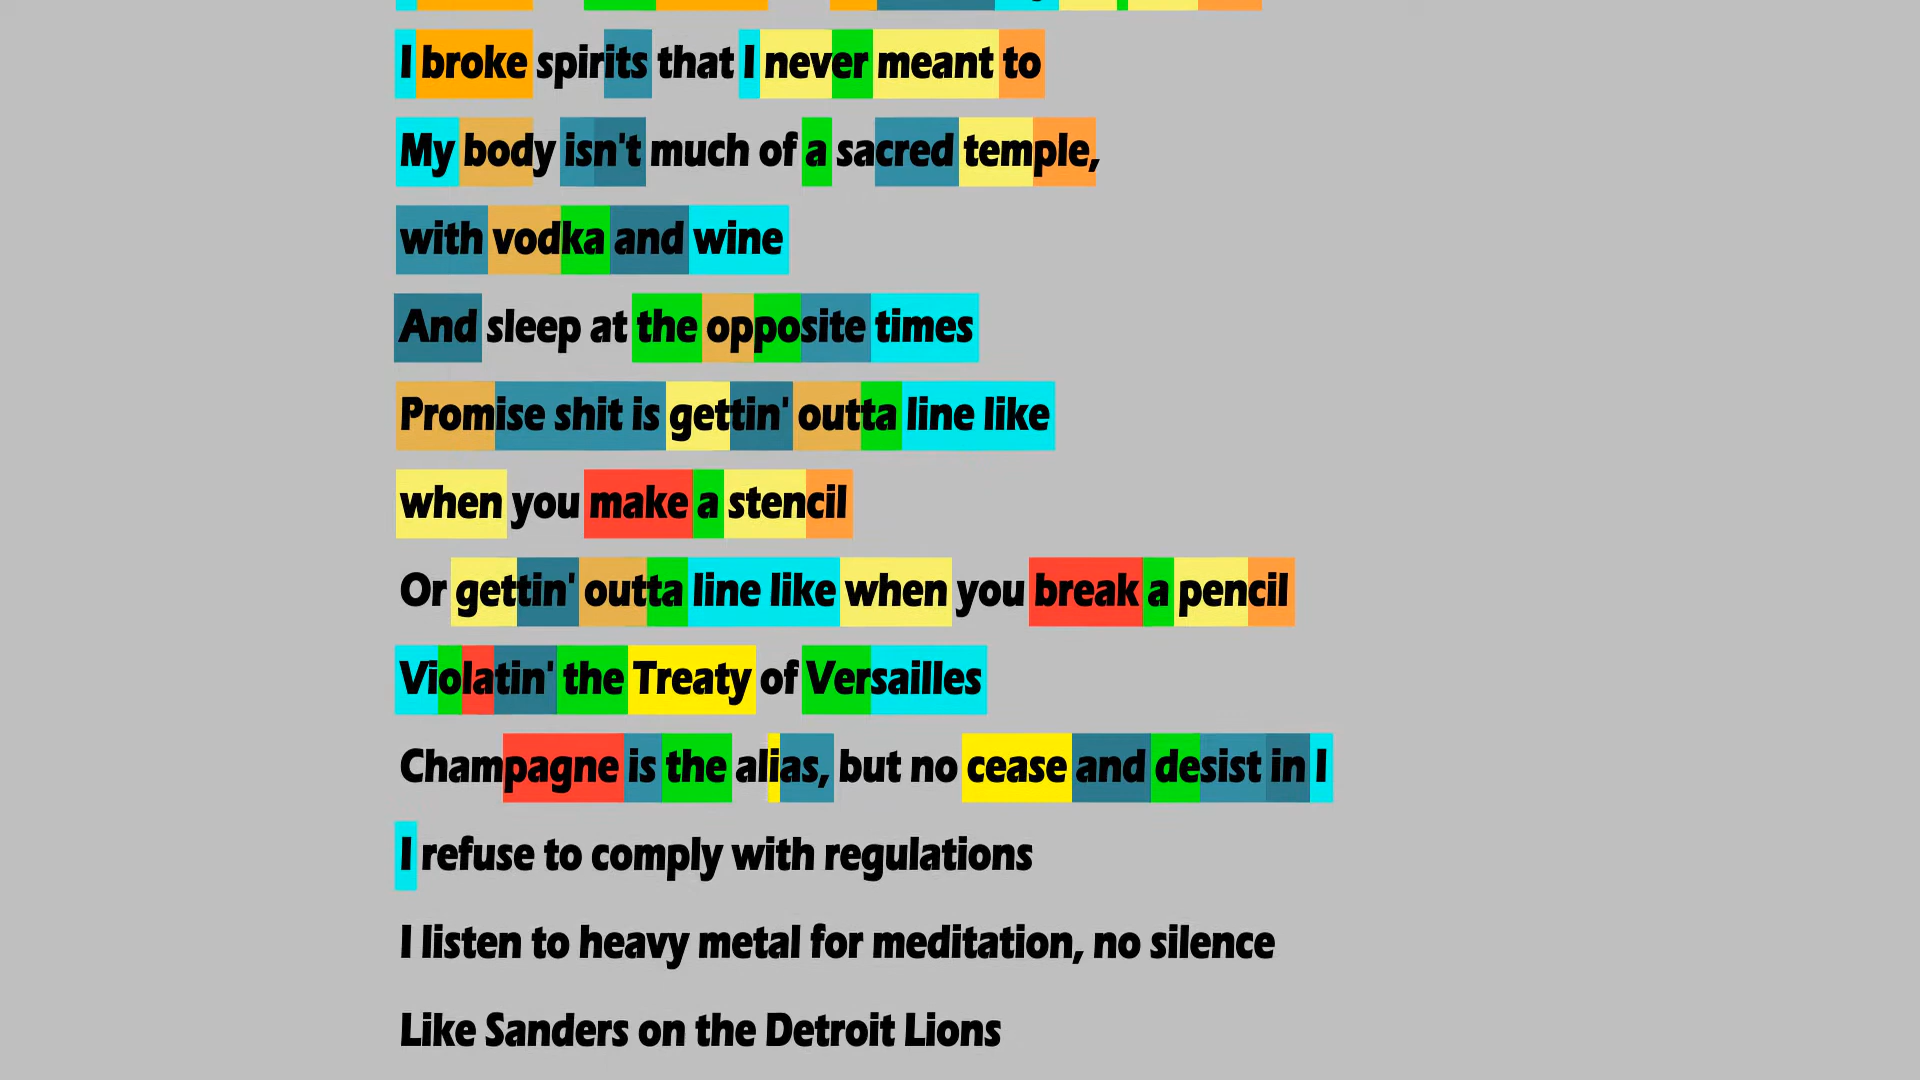 I broke spirits that I never meant to
My body isn't much of a sacred temple,
with vodka and wine
And sleep at the opposite times
Promise shit is gettin' outta line like
when you make a stencil
Or gettin' outta line like when you break a pencil
Violatin' the Treaty of Versailles
Champagne is the alias, but no cease and desist in I
I refuse to comply with regulations
I listen to heavy metal for meditation, no silence
Like Sanders on the Detroit Lions